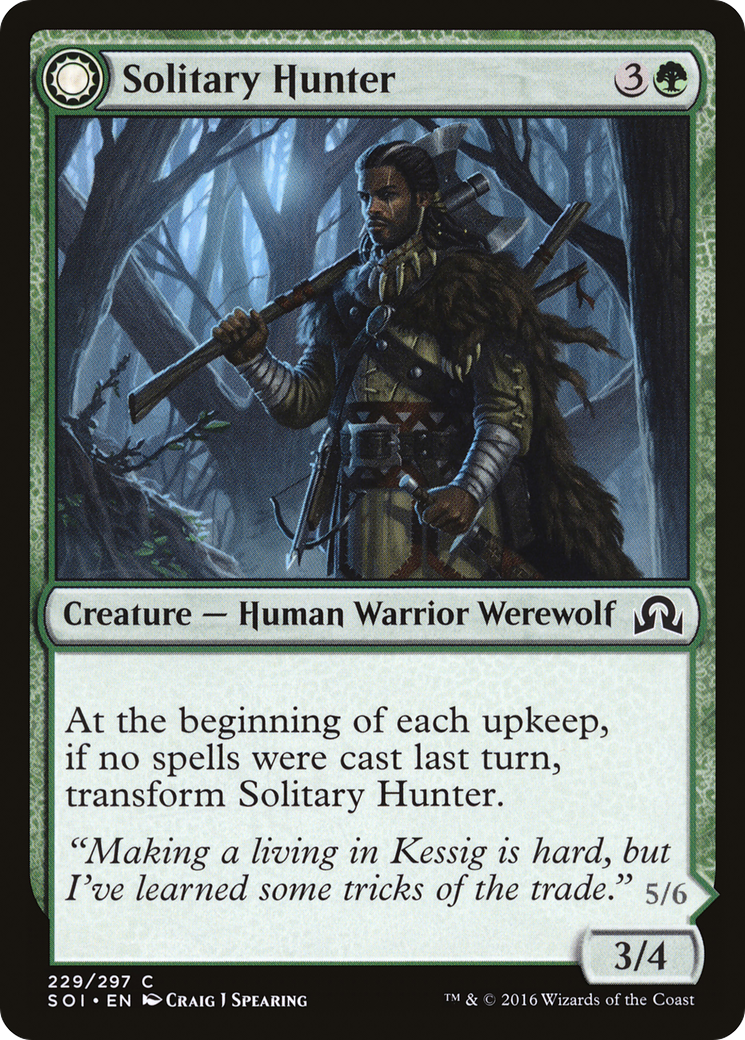 Solitary Hunter 3
Creature — Human Warrior Werewolf
At the beginning of each upkeep,
if no spells were cast last turn,
transform Solitary Hunter.
“Making a living in Kessig is hard, but
I’ve learned some tricks of the trade.” 5/6
3/4
229/297 C
SOI • EN Craig J Spearing ™ & © 2016 Wizards of the Coast